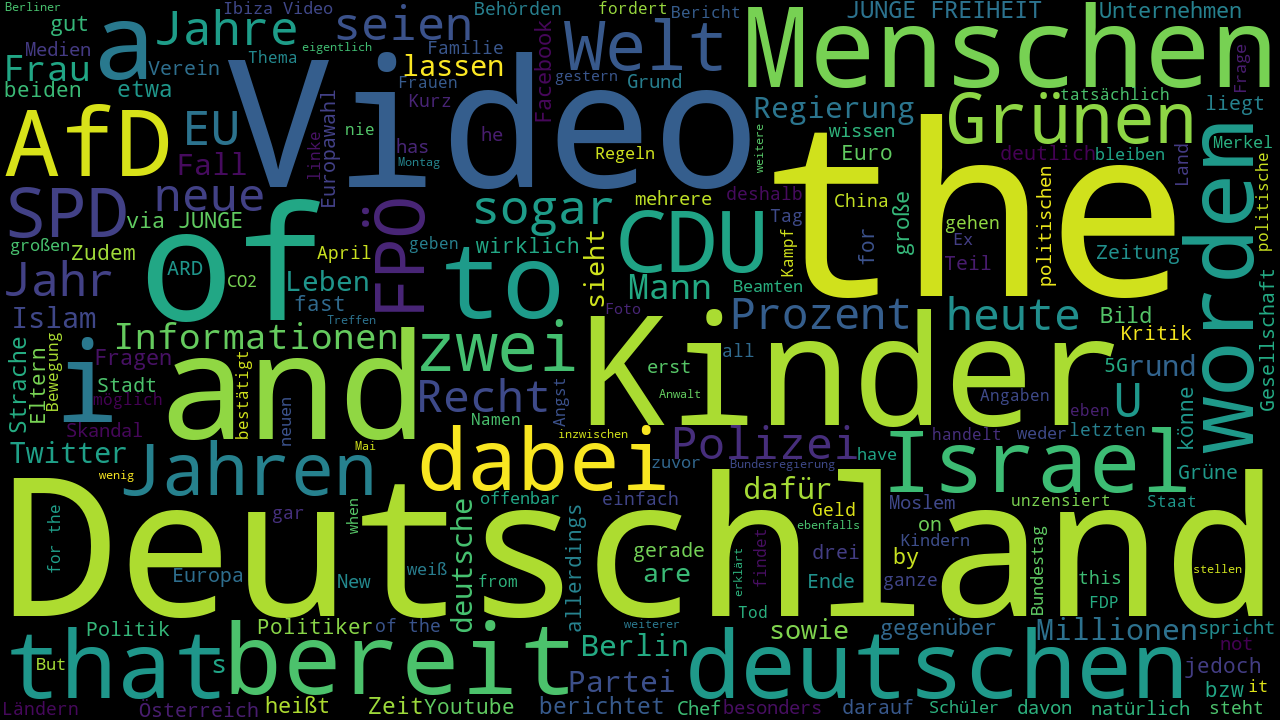 Berliner
Ibiza Video
Behörden
fordert
Bericht
JUNGE FREIHEIT
Unternehmen
gut
a
Jahre
seien
Welt
Menschen
Medien
Thema
eigentlich
Familie
Frau
Verein
Video
Frauen
lassen
gestern
Grund
Facebook
Frage
beiden
etwa
Kurz
Regierung
Grünen
tatsächlich
liegt
AfD
EU
Europawahl
nie
has
he
weitere
wissen
the
worden
Merkel
politische
Fall
linke
Montag
Regeln
Euro
deutlich
bleiben
Land
SPD
neue
via JUNGE
of
FPÖ
sogar
mehrere
deshalb
China
große
politischen
großen
Zudem
ARD
April
geben
wirklich
to
sieht
CDU
Tag
Kampf
for
gehen
Ex
Teil
Zeitung
Gesellschaft
Jahr
CO2
Leben
fast
Treffen
Mann
Beamten
Islam
Informationen
Foto
Prozent
heute
Bild
Kritik
Strache
Eltern
Bewegung
Fragen
i
and
zwei
Kinder
all
5G
rund
Stadt
möglich
bestätigt
Recht
erst
Anwalt
Angaben
eben
u
könne
Skandal
neuen
Namen
Angst
inzwischen
Twitter
Mai
Jahren
dabei
zuvor
Polizei
Bundesregierung
have
Israel
handelt
weder
letzten
Grüne
wenig
Deutschland
for the
gar
when
deutsche
offenbar
einfach
dafür
Geld
ebenfalls
Moslem
unzensiert
Staat
on
Kindern
Europa
New
weiß
from
allerdings
gerade
are
erklärt
findet
drei
Ende
by
ganze
Bundestag
this
FDP
stellen
Tod
that
Politik
But
s
Politiker
of the
bereit
weiterer
Berlin
sowie
deutschen
gegenüber
Millionen
spricht
not
jedoch
Partei
bzw
it
Ländern
Österreich
heißt
Zeit
Youtube
berichtet
Chef
besonders
darauf
Schüler
davon
natürlich
steht